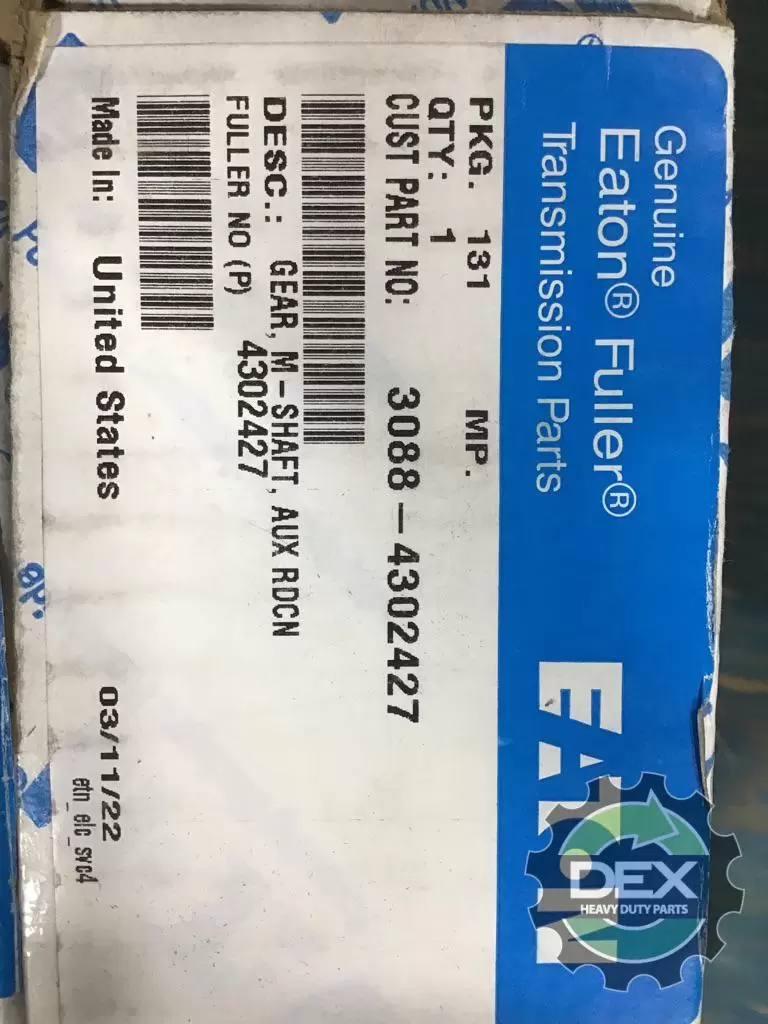 Genuine
Eaton® Fuller®
Transmission Parts
PKG. 131 MP.
QTY: 1
CUST PART NO: 3088-4302427
DESC.: GEAR, M-SHAFT, AUX RDCN
FULLER NO (P) 4302427
Made In: United States 03/11/22
etn_elc_svc4
DEX
HEAVY DUTY PARTS